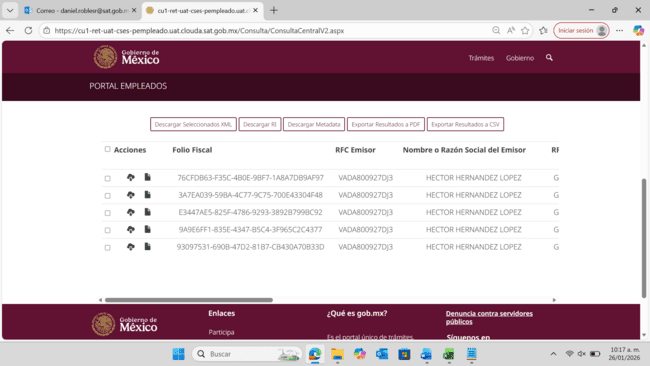 Correo - daniel.roblesr@sat.gob.m
cu1-ret-uat-cses-pempleado.uat.c
https://cu1-ret-uat-cses-pempleado.uat.clouda.sat.gob.mx/Consulta/ConsultaCentralV2.aspx
Iniciar sesión
Gobierno de
México
Trámites
Gobierno
PORTAL EMPLEADOS
Descargar Seleccionados XML
Descargar RI
Descargar Metadata
Exportar Resultados a PDF
Exportar Resultados a CSV
Acciones Folio Fiscal RFC Emisor Nombre o Razón Social del Emisor RF
76CFDB63-F35C-4B0E-9BF7-1A8A7DB9AF97 VADA800927DJ3 HECTOR HERNANDEZ LOPEZ G
3A7EA039-59BA-4C77-9C75-700E43304F48 VADA800927DJ3 HECTOR HERNANDEZ LOPEZ G
E3447AE5-825F-4786-9293-3892B799BC92 VADA800927DJ3 HECTOR HERNANDEZ LOPEZ G
9A9E6FF1-835E-4347-B5C4-3F965C2C4377 VADA800927DJ3 HECTOR HERNANDEZ LOPEZ G
93097531-690B-47D2-81B7-CB430A70B33D VADA800927DJ3 HECTOR HERNANDEZ LOPEZ G
Gobierno de
México
Enlaces
Participa
¿Qué es gob.mx?
Es el portal único de trámites,
Denuncia contra servidores
públicos
Síguenos en
Buscar
10:17 a. m.
26/01/2026